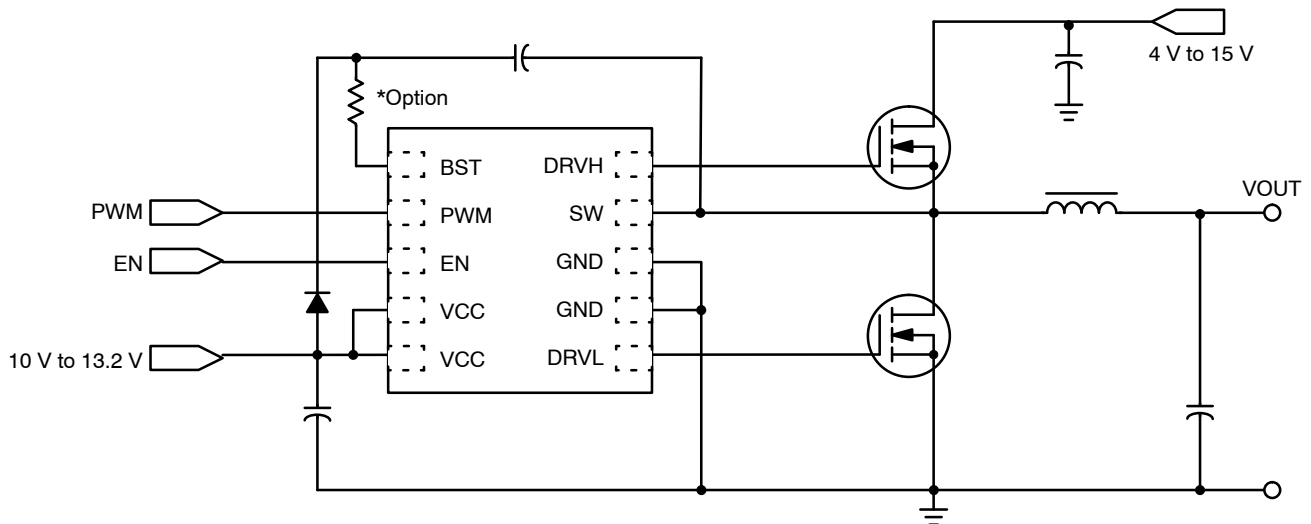 4 V to 15 V
*Option
BST
DRVH
PWM
PWM
SW
VOUT
EN
EN
GND
VCC
GND
10 V to 13.2 V
VCC
DRVL